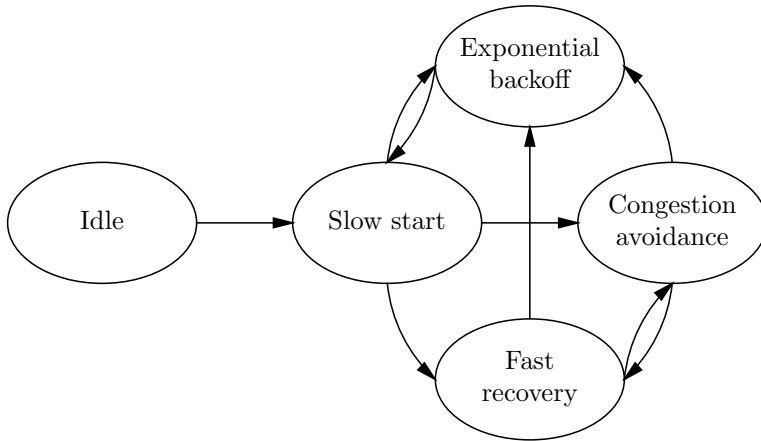 Exponential
backoff
Idle
Slow start
Congestion
avoidance
Fast
recovery